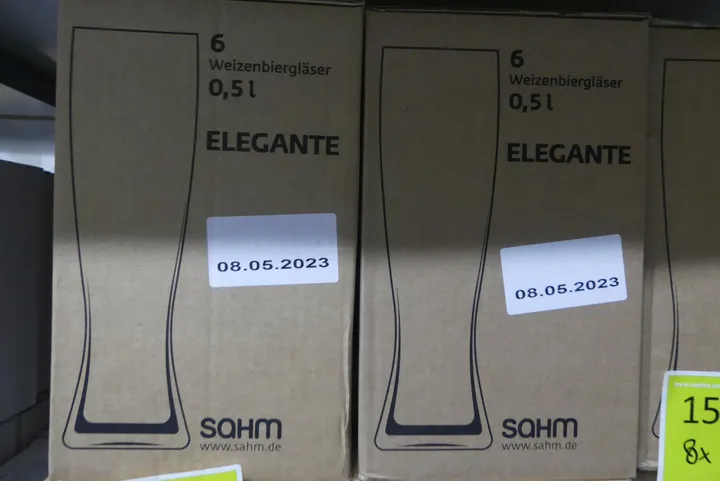 6
Weizenbiergläser
0,5 l
ELEGANTE
08.05.2023
sahm
www.sahm.de
6
Weizenbiergläser
0,5 l
ELEGANTE
08.05.2023
sahm
www.sahm.de
15
8x